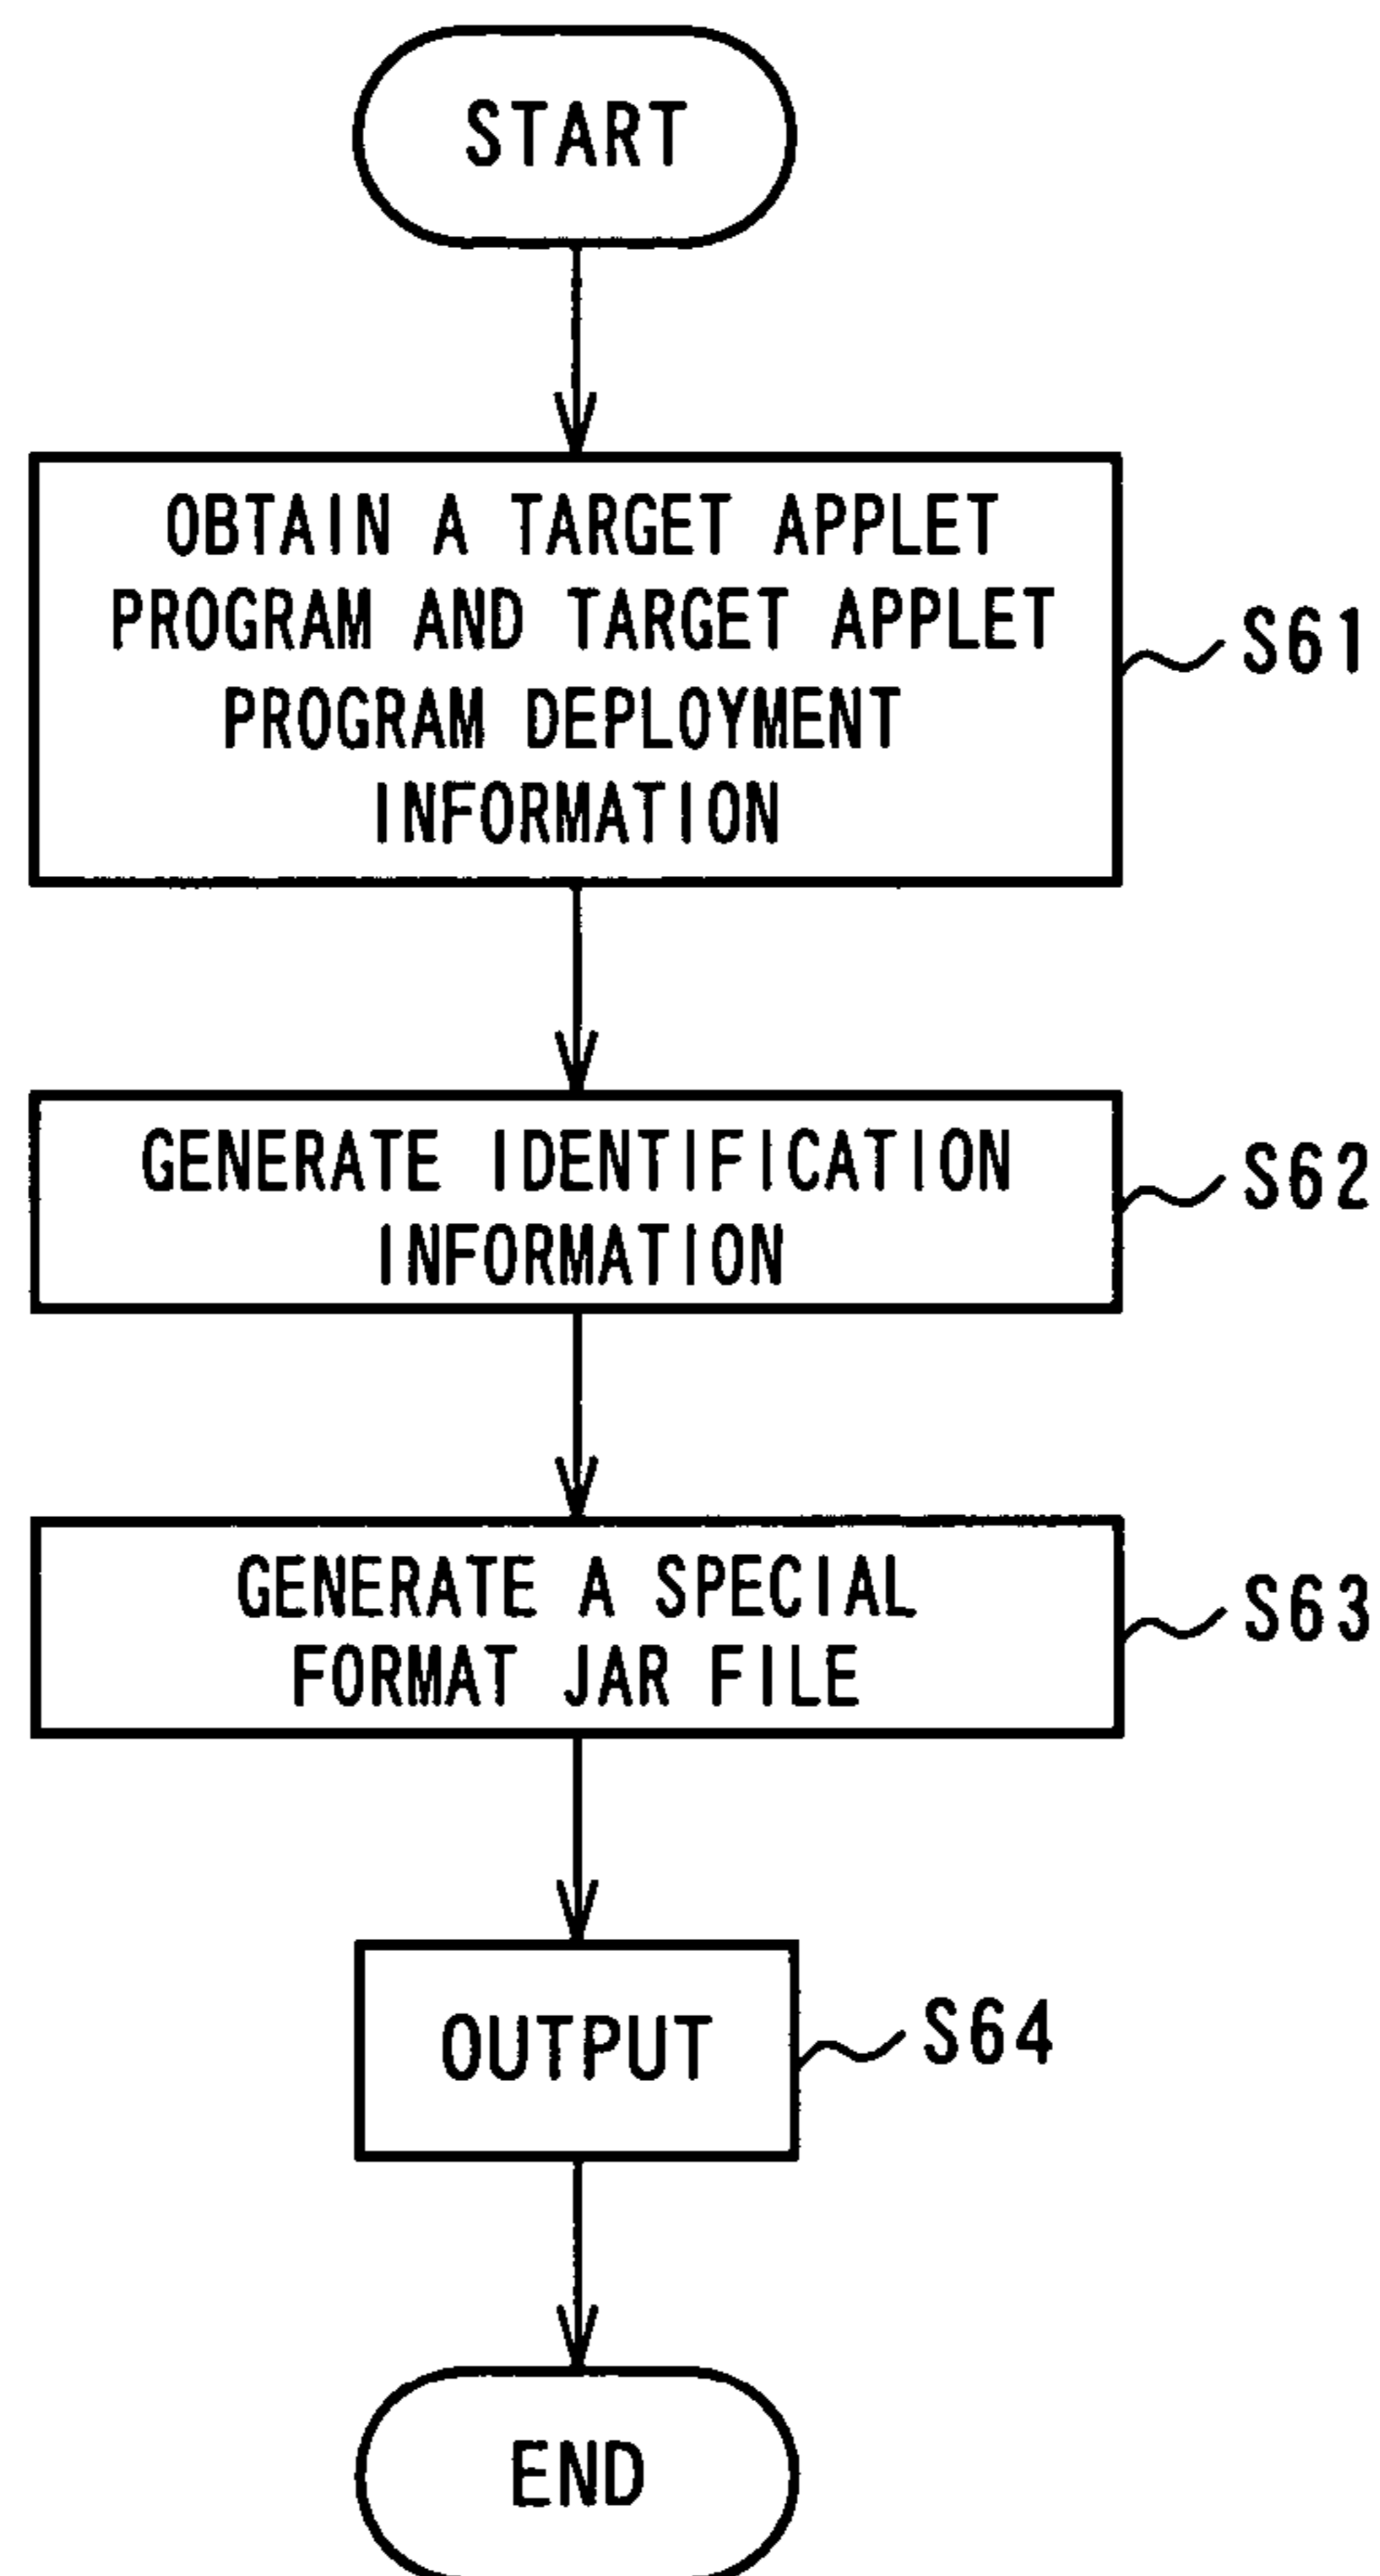 START
OBTAIN A TARGET APPLET
PROGRAM AND TARGET APPLET
PROGRAM DEPLOYMENT
INFORMATION
S61
GENERATE IDENTIFICATION
INFORMATION
S62
GENERATE A SPECIAL
FORMAT JAR FILE
S63
OUTPUT
S64
END